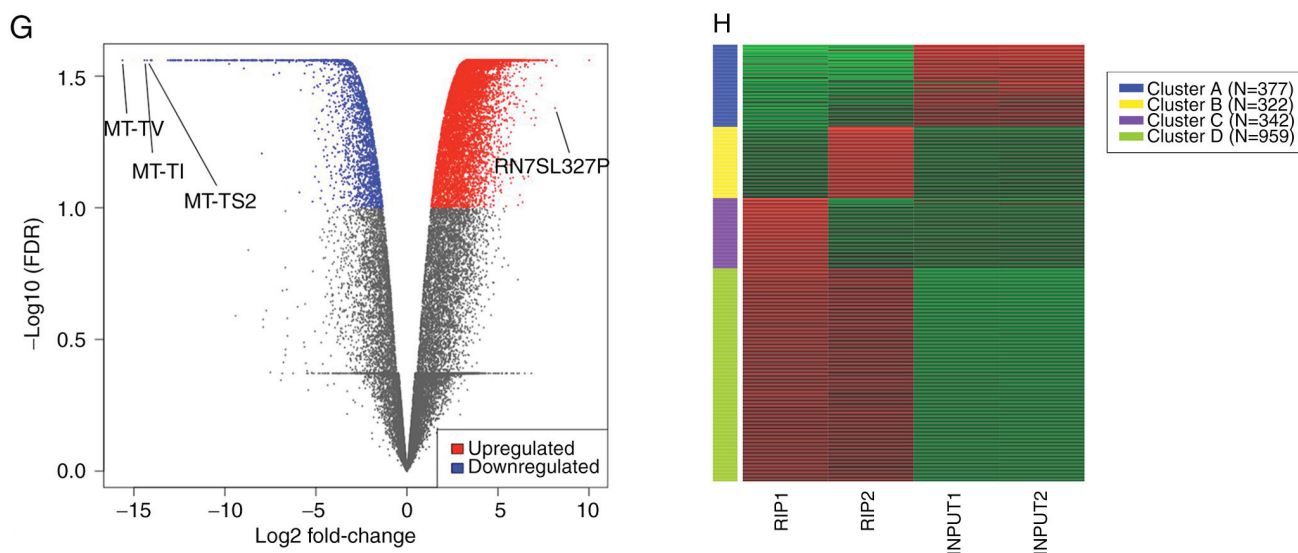 G
1.5
1.0
0.5
0.0
−Log10 (FDR)
MT-TV
MT-TI
MT-TS2
RN7SL327P
Upregulated
Downregulated
−15
−10
−5
0
5
10
Log2 fold-change
H
Cluster A (N=377)
Cluster B (N=322)
Cluster C (N=342)
Cluster D (N=959)
RIP1
RIP2
INPUT1
INPUT2